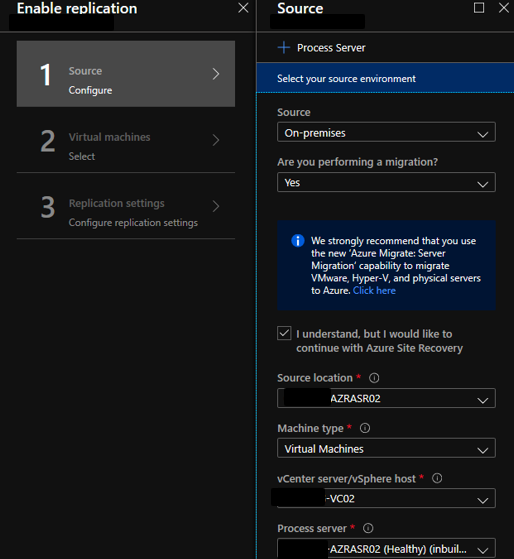 Enable replication
1
Source
Configure
2
Virtual machines
Select
3
Replication settings
Configure replication settings
Source
+ Process Server
Select your source environment
Source
On-premises
Are you performing a migration?
Yes
We strongly recommend that you use
the new 'Azure Migrate: Server
Migration' capability to migrate
VMware, Hyper-V, and physical servers
to Azure. Click here
I understand, but I would like to
continue with Azure Site Recovery
Source location *
AZRASR02
Machine type *
Virtual Machines
vCenter server/vSphere host *
-VC02
Process server *
-AZRASR02 (Healthy) (inbuil...